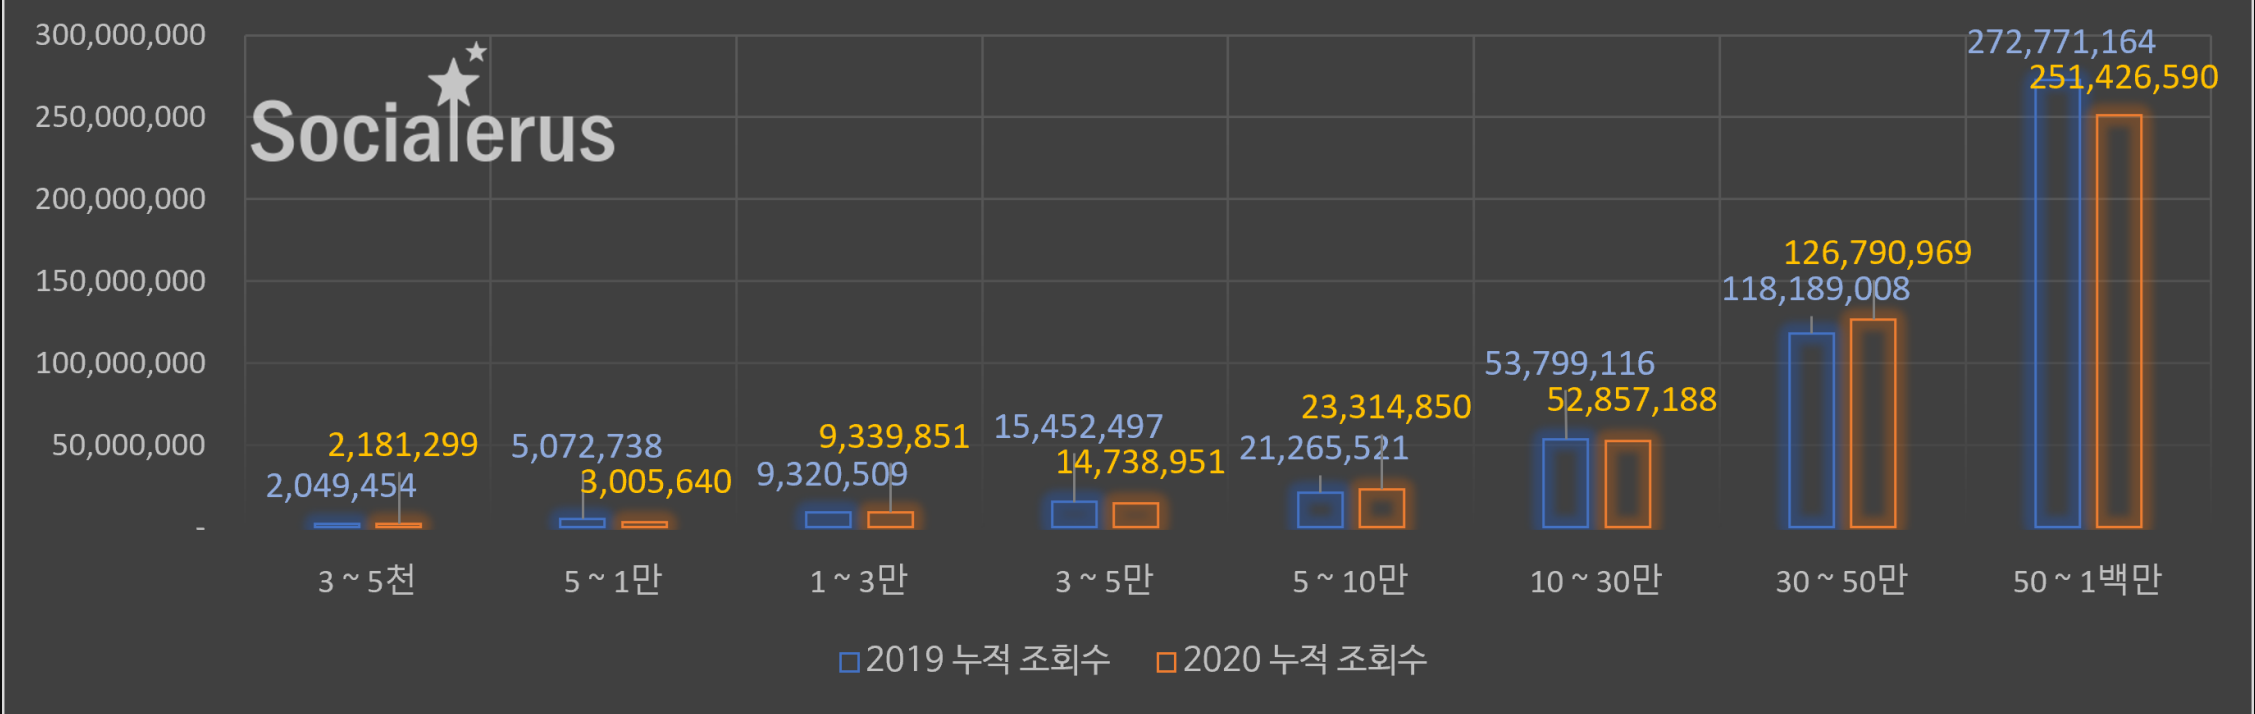 300,000,000
250,000,000
200,000,000
150,000,000
100,000,000
50,000,000
-
Socialerus
2,049,454
2,181,299
5,072,738
3,005,640
9,320,509
9,339,851
15,452,497
14,738,951
21,265,521
23,314,850
53,799,116
52,857,188
118,189,008
126,790,969
272,771,164
251,426,590
3 ~ 5천
5 ~ 1만
1 ~ 3만
3 ~ 5만
5 ~ 10만
10 ~ 30만
30 ~ 50만
50 ~ 1백만
2019 누적 조회수
2020 누적 조회수